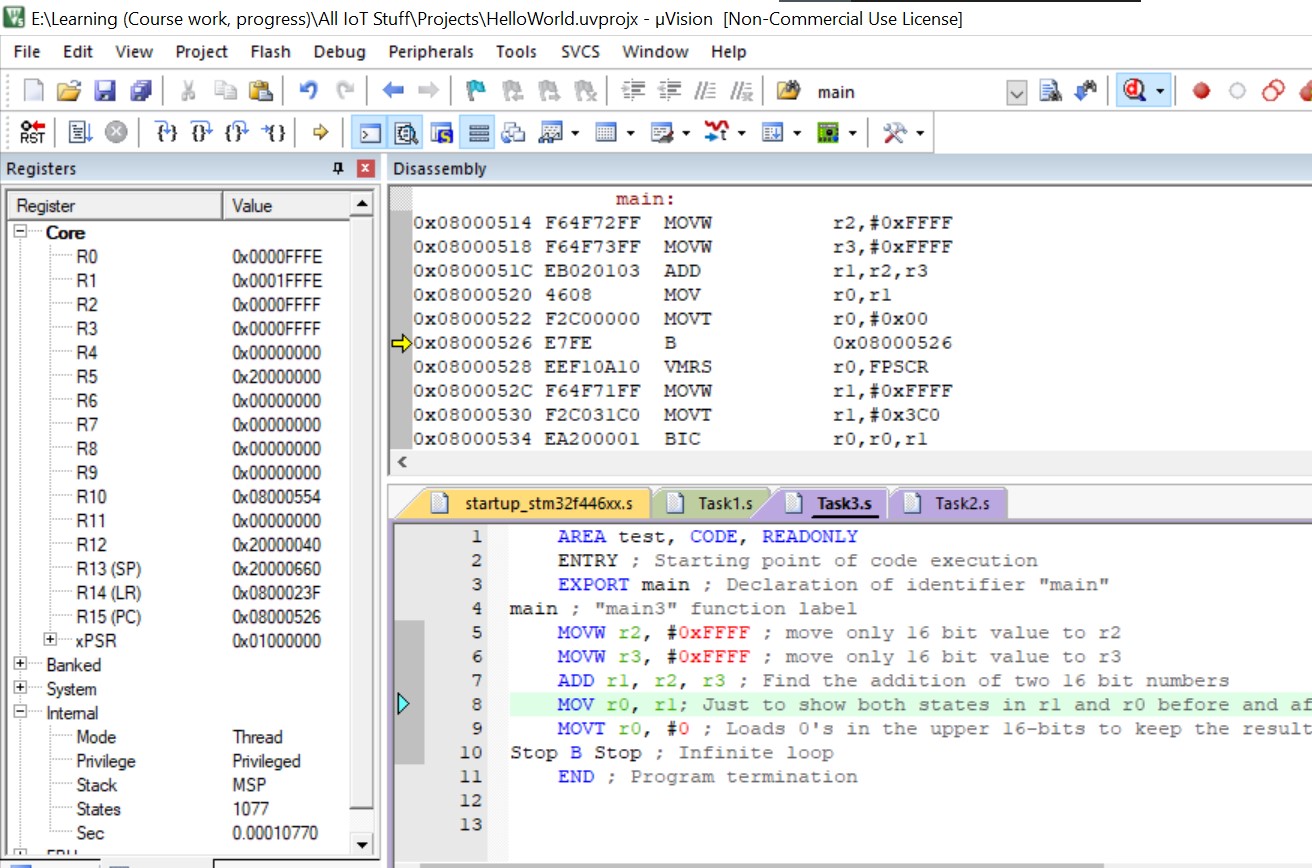 E:\Learning (Course work, progress)\All IoT Stuff\Projects\HelloWorld.uvprojx - µVision [Non-Commercial Use License]
File Edit View Project Flash Debug Peripherals Tools SVCS Window Help
main
RST
Registers
Register Value
Core
R0 0x0000FFFE
R1 0x0001FFFE
R2 0x0000FFFF
R3 0x0000FFFF
R4 0x00000000
R5 0x20000000
R6 0x00000000
R7 0x00000000
R8 0x00000000
R9 0x00000000
R10 0x08000554
R11 0x00000000
R12 0x20000040
R13 (SP) 0x20000660
R14 (LR) 0x0800023F
R15 (PC) 0x08000526
xPSR 0x01000000
Banked
System
Internal
Mode Thread
Privilege Privileged
Stack MSP
States 1077
Sec 0.00010770
Disassembly
main:
0x08000514 F64F72FF MOVW r2,#0xFFFF
0x08000518 F64F73FF MOVW r3,#0xFFFF
0x0800051C EB020103 ADD r1,r2,r3
0x08000520 4608 MOV r0,r1
0x08000522 F2C00000 MOVT r0,#0x00
0x08000526 E7FE B 0x08000526
0x08000528 EEF10A10 VMRS r0,FPSCR
0x0800052C F64F71FF MOVW r1,#0xFFFF
0x08000530 F2C031C0 MOVT r1,#0x3C0
0x08000534 EA200001 BIC r0,r0,r1
startup_stm32f446xx.s Task1.s Task3.s Task2.s
1 AREA test, CODE, READONLY
2 ENTRY ; Starting point of code execution
3 EXPORT main ; Declaration of identifier "main"
4 main ; "main3" function label
5 MOVW r2, #0xFFFF ; move only 16 bit value to r2
6 MOVW r3, #0xFFFF ; move only 16 bit value to r3
7 ADD r1, r2, r3 ; Find the addition of two 16 bit numbers
8 MOV r0, r1; Just to show both states in r1 and r0 before and af
9 MOVT r0, #0 ; Loads 0's in the upper 16-bits to keep the result
10 Stop B Stop ; Infinite loop
11 END ; Program termination
12
13